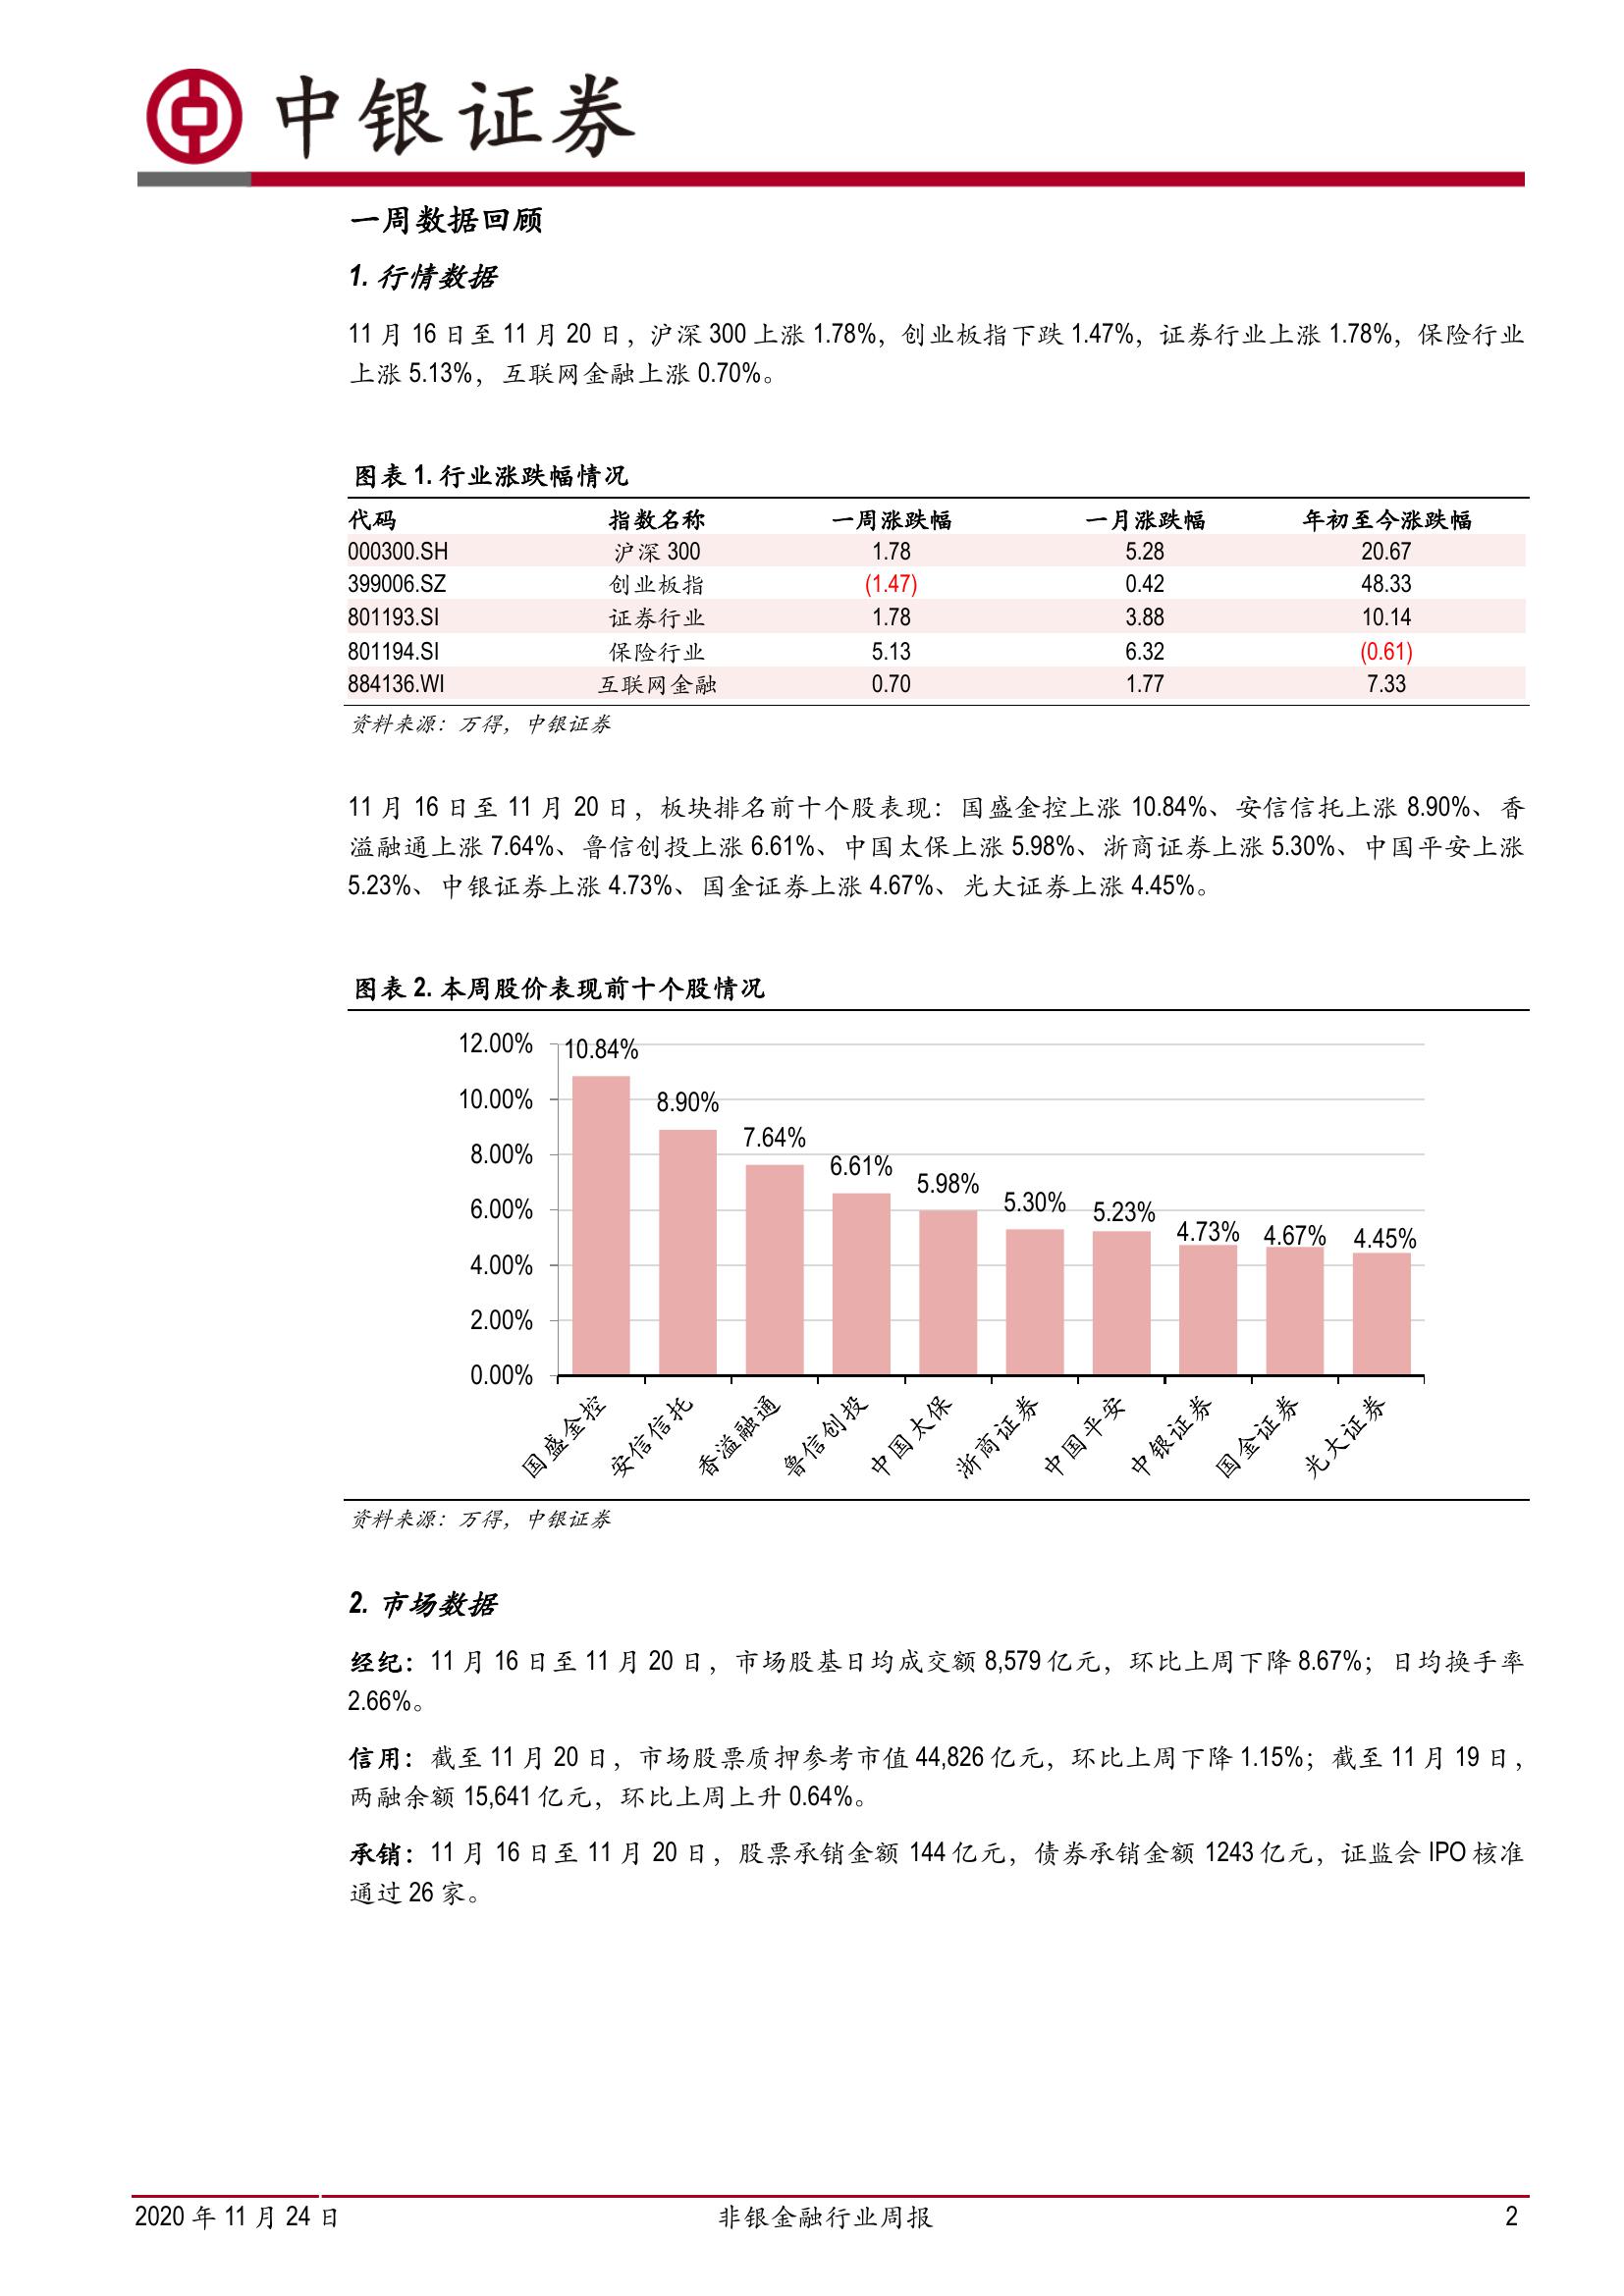 中银证券
一周数据回顾
1. 行情数据
11 月 16 日至 11 月 20 日，沪深 300 上涨 1.78%，创业板指下跌 1.47%，证券行业上涨 1.78%，保险行业
上涨 5.13%，互联网金融上涨 0.70%。
图表 1. 行业涨跌幅情况
代码 指数名称 一周涨跌幅 一月涨跌幅 年初至今涨跌幅
000300.SH 沪深 300 1.78 5.28 20.67
399006.SZ 创业板指 (1.47) 0.42 48.33
801193.SI 证券行业 1.78 3.88 10.14
801194.SI 保险行业 5.13 6.32 (0.61)
884136.WI 互联网金融 0.70 1.77 7.33
资料来源：万得，中银证券
11 月 16 日至 11 月 20 日，板块排名前十个股表现：国盛金控上涨 10.84%、安信信托上涨 8.90%、香
溢融通上涨 7.64%、鲁信创投上涨 6.61%、中国太保上涨 5.98%、浙商证券上涨 5.30%、中国平安上涨
5.23%、中银证券上涨 4.73%、国金证券上涨 4.67%、光大证券上涨 4.45%。
图表 2. 本周股价表现前十个股情况
12.00%
10.00%
8.00%
6.00%
4.00%
2.00%
0.00%
10.84% 8.90% 7.64% 6.61% 5.98% 5.30% 5.23% 4.73% 4.67% 4.45%
国盛金控 安信信托 香溢融通 鲁信创投 中国太保 浙商证券 中国平安 中银证券 国金证券 光大证券
资料来源：万得，中银证券
2. 市场数据
经纪：11 月 16 日至 11 月 20 日，市场股基日均成交额 8,579 亿元，环比上周下降 8.67%；日均换手率
2.66%。
信用：截至 11 月 20 日，市场股票质押参考市值 44,826 亿元，环比上周下降 1.15%；截至 11 月 19 日，
两融余额 15,641 亿元，环比上周上升 0.64%。
承销：11 月 16 日至 11 月 20 日，股票承销金额 144 亿元，债券承销金额 1243 亿元，证监会 IPO 核准
通过 26 家。
2020 年 11 月 24 日 非银金融行业周报 2